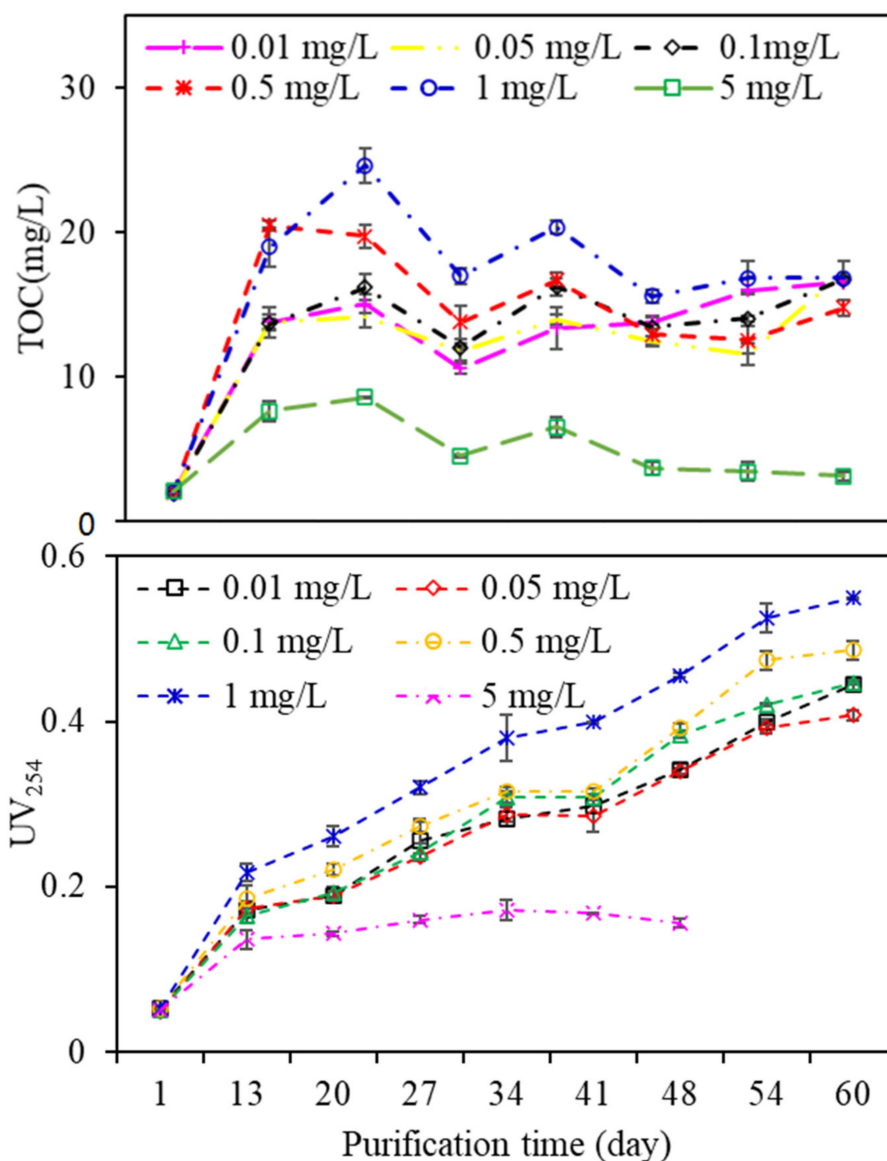 0.01 mg/L 0.05 mg/L 0.1mg/L
0.5 mg/L 1 mg/L 5 mg/L
30
20
10
0
TOC(mg/L)
0.6
0.4
0.2
0
UV254
0.01 mg/L 0.05 mg/L
0.1 mg/L 0.5 mg/L
1 mg/L 5 mg/L
1 13 20 27 34 41 48 54 60
Purification time (day)